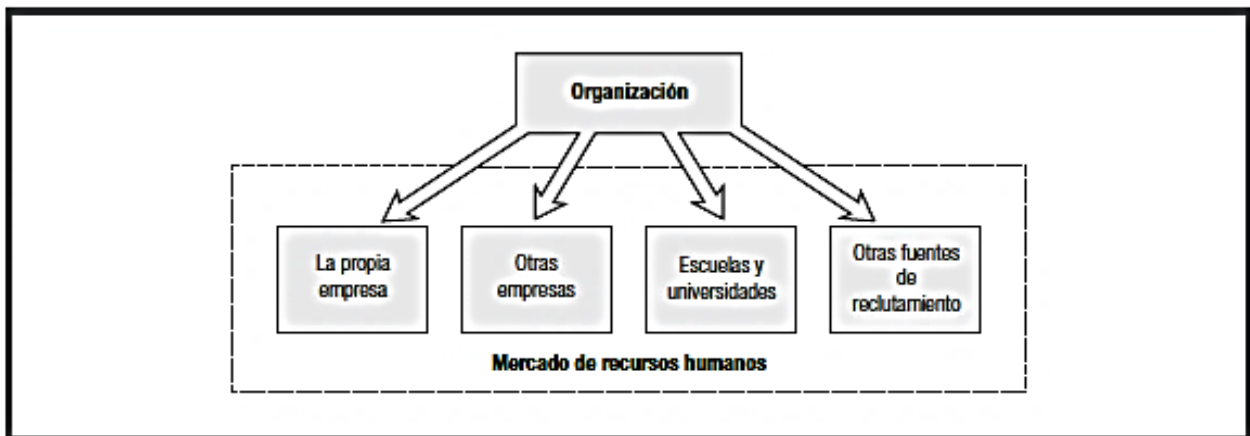 Organización
La propia
empresa
Otras
empresas
Escuelas y
universidades
Otras fuentes
de
reclutamiento
Mercado de recursos humanos